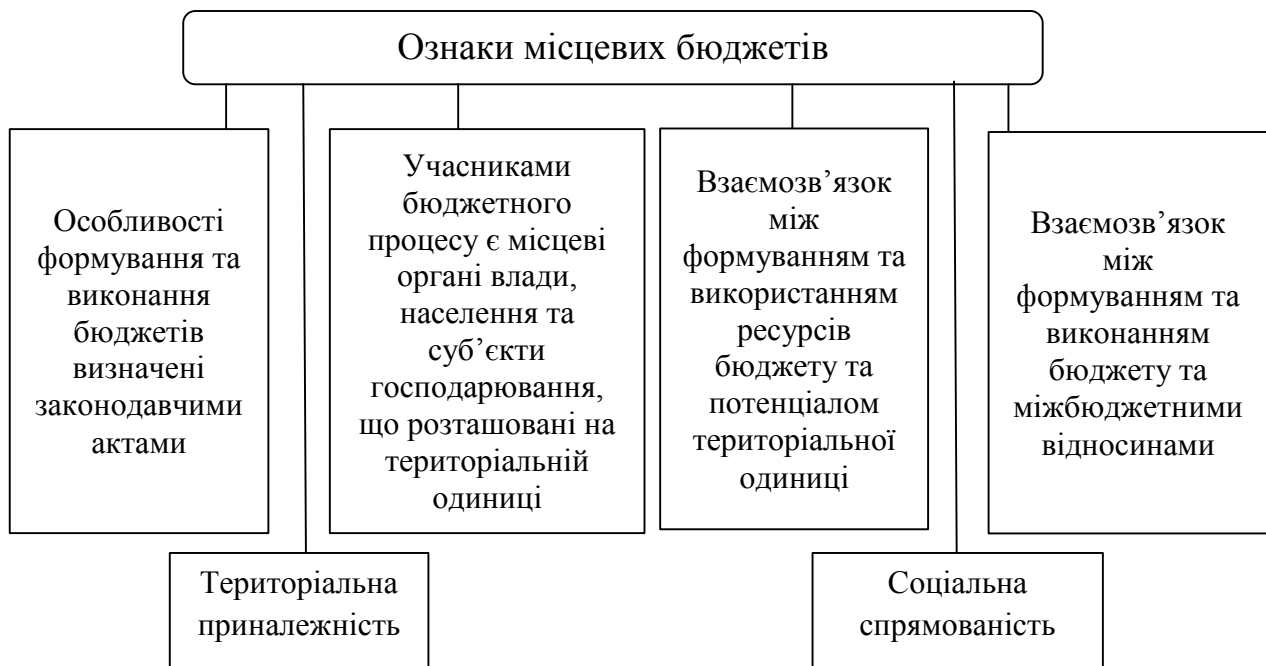 Ознаки місцевих бюджетів
Особливості
формування та
виконання
бюджетів
визначені
законодавчими
актами
Учасниками
бюджетного
процесу є місцеві
органі влади,
населення та
суб’єкти
господарювання,
що розташовані на
територіальній
одиниці
Взаємозв’язок
між
формуванням та
використанням
ресурсів
бюджету та
потенціалом
територіальної
одиниці
Взаємозв’язок
між
формуванням та
виконанням
бюджету та
міжбюджетними
відносинами
Територіальна
приналежність
Соціальна
спрямованість